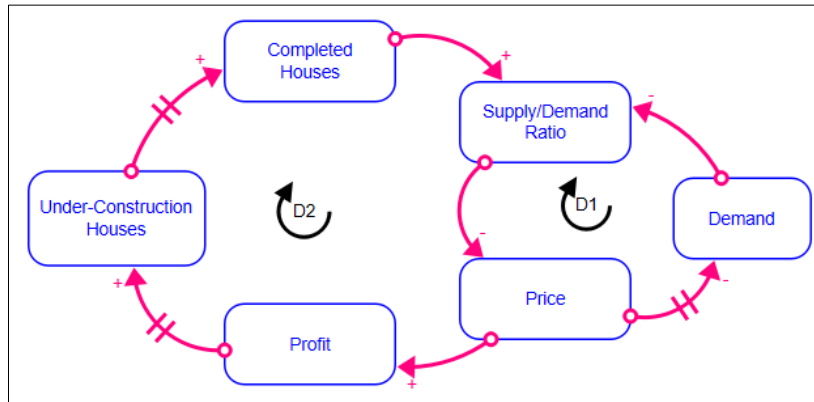 Completed
Houses
+
+
Supply/Demand
Ratio
-
Under-Construction
Houses
D2
D1
Demand
-
+
Price
-
Profit
+